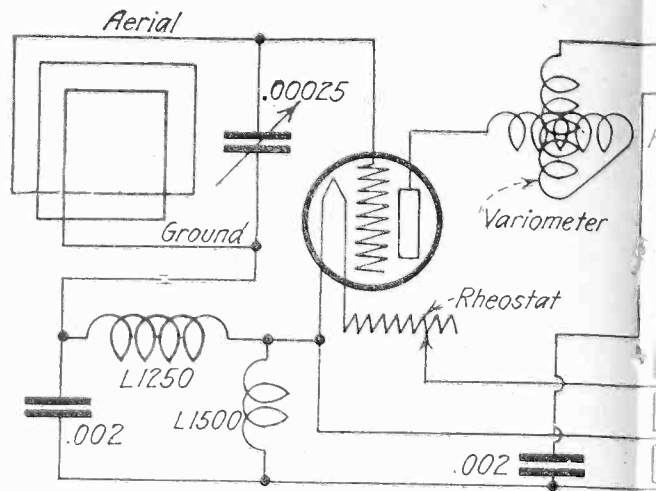 Aerial
.00025
Ground
Variometer
Rheostat
L1250
L1500
.002
.002